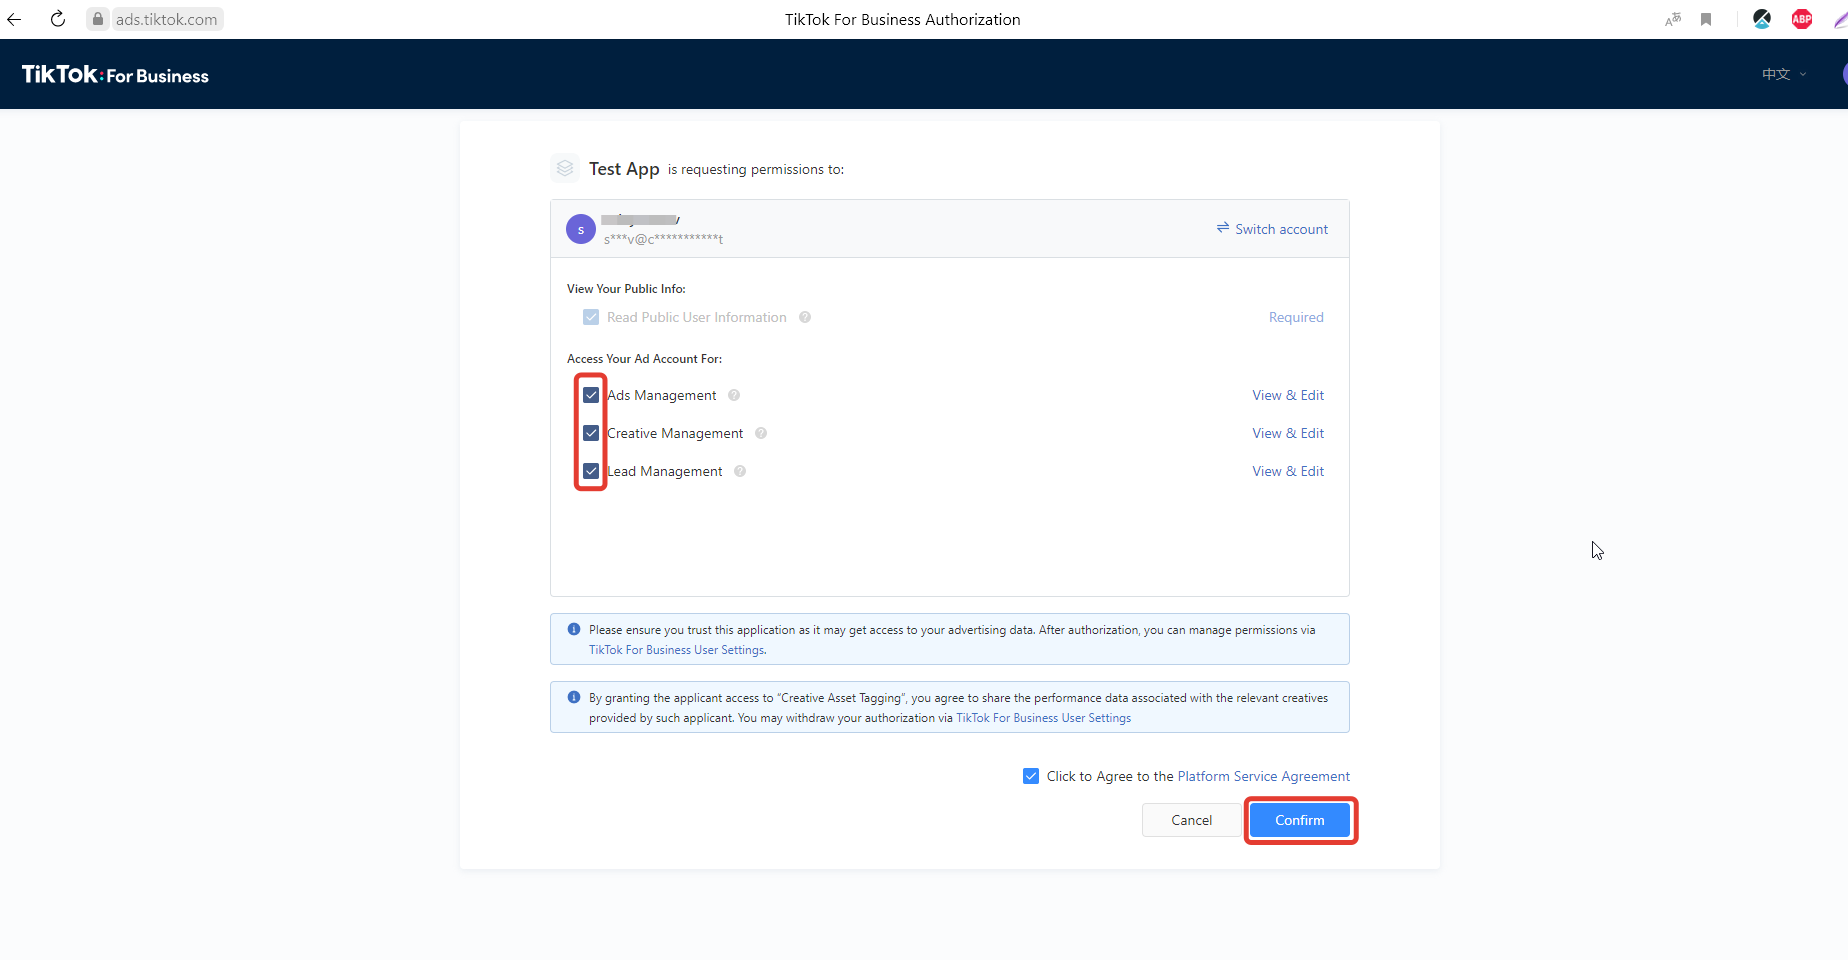 ads.tiktok.com
TikTok For Business Authorization
ABP
TikTok: For Business
中文
Test App is requesting permissions to:
s
s***v@c***********t
Switch account
View Your Public Info:
Read Public User Information
Required
Access Your Ad Account For:
Ads Management
View & Edit
Creative Management
View & Edit
Lead Management
View & Edit
Please ensure you trust this application as it may get access to your advertising data. After authorization, you can manage permissions via
TikTok For Business User Settings.
By granting the applicant access to “Creative Asset Tagging”, you agree to share the performance data associated with the relevant creatives
provided by such applicant. You may withdraw your authorization via TikTok For Business User Settings
Click to Agree to the Platform Service Agreement
Cancel
Confirm